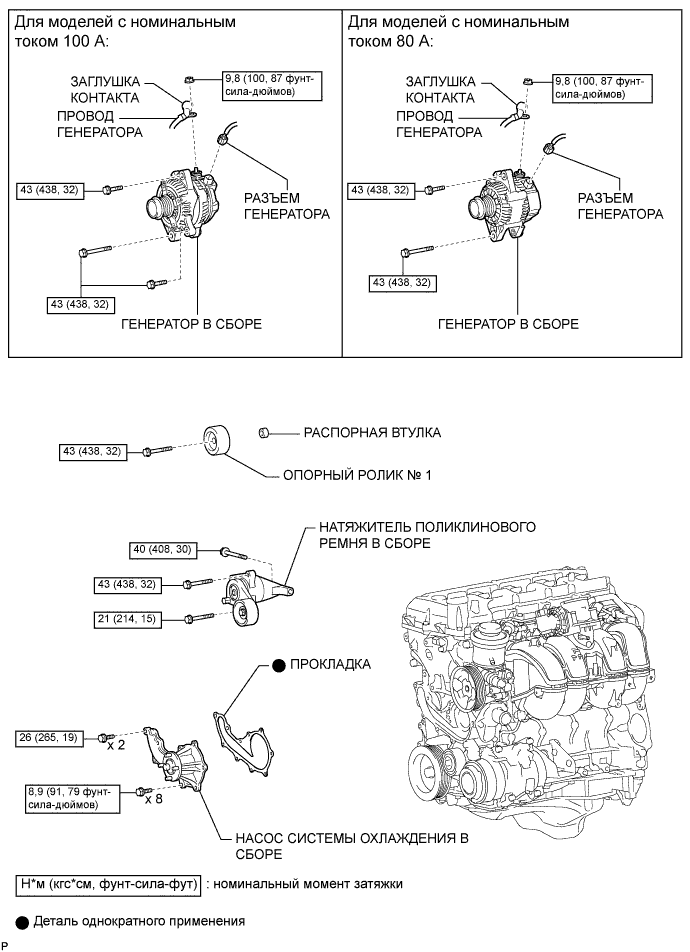 Для моделей с номинальным
током 100 А:
9,8 (100, 87 фунт-
сила-дюймов)
ЗАГЛУШКА
КОНТАКТА
ПРОВОД
ГЕНЕРАТОРА
43 (438, 32)
РАЗЪЕМ
ГЕНЕРАТОРА
43 (438, 32)
ГЕНЕРАТОР В СБОРЕ
Для моделей с номинальным
током 80 А:
9,8 (100, 87 фунт-
сила-дюймов)
ЗАГЛУШКА
КОНТАКТА
ПРОВОД
ГЕНЕРАТОРА
43 (438, 32)
РАЗЪЕМ
ГЕНЕРАТОРА
43 (438, 32)
ГЕНЕРАТОР В СБОРЕ
43 (438, 32)
РАСПОРНАЯ ВТУЛКА
ОПОРНЫЙ РОЛИК № 1
НАТЯЖИТЕЛЬ ПОЛИКЛИНОВОГО
РЕМНЯ В СБОРЕ
40 (408, 30)
43 (438, 32)
21 (214, 15)
ПРОКЛАДКА
26 (265, 19)
x 2
8,9 (91, 79 фунт-
сила-дюймов)
x 8
НАСОС СИСТЕМЫ ОХЛАЖДЕНИЯ В
СБОРЕ
Н*м (кгс*см, фунт-сила-фут) : номинальный момент затяжки
Деталь однократного применения
P